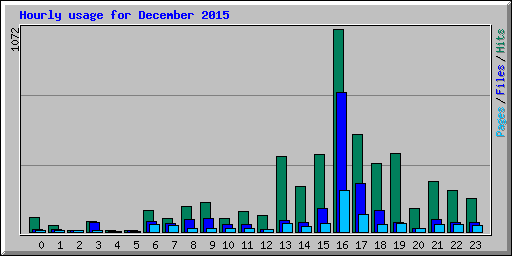 Hourly usage for December 2015
1072
Pages/Files/Hits
0 1 2 3 4 5 6 7 8 9 10 11 12 13 14 15 16 17 18 19 20 21 22 23